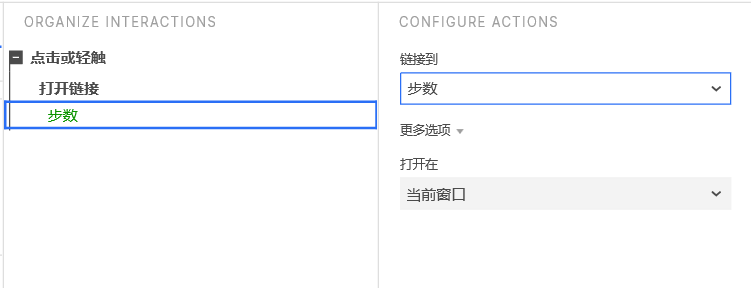 ORGANIZE INTERACTIONS
点击或轻触
打开链接
步数
CONFIGURE ACTIONS
链接到
步数
更多选项
打开在
当前窗口